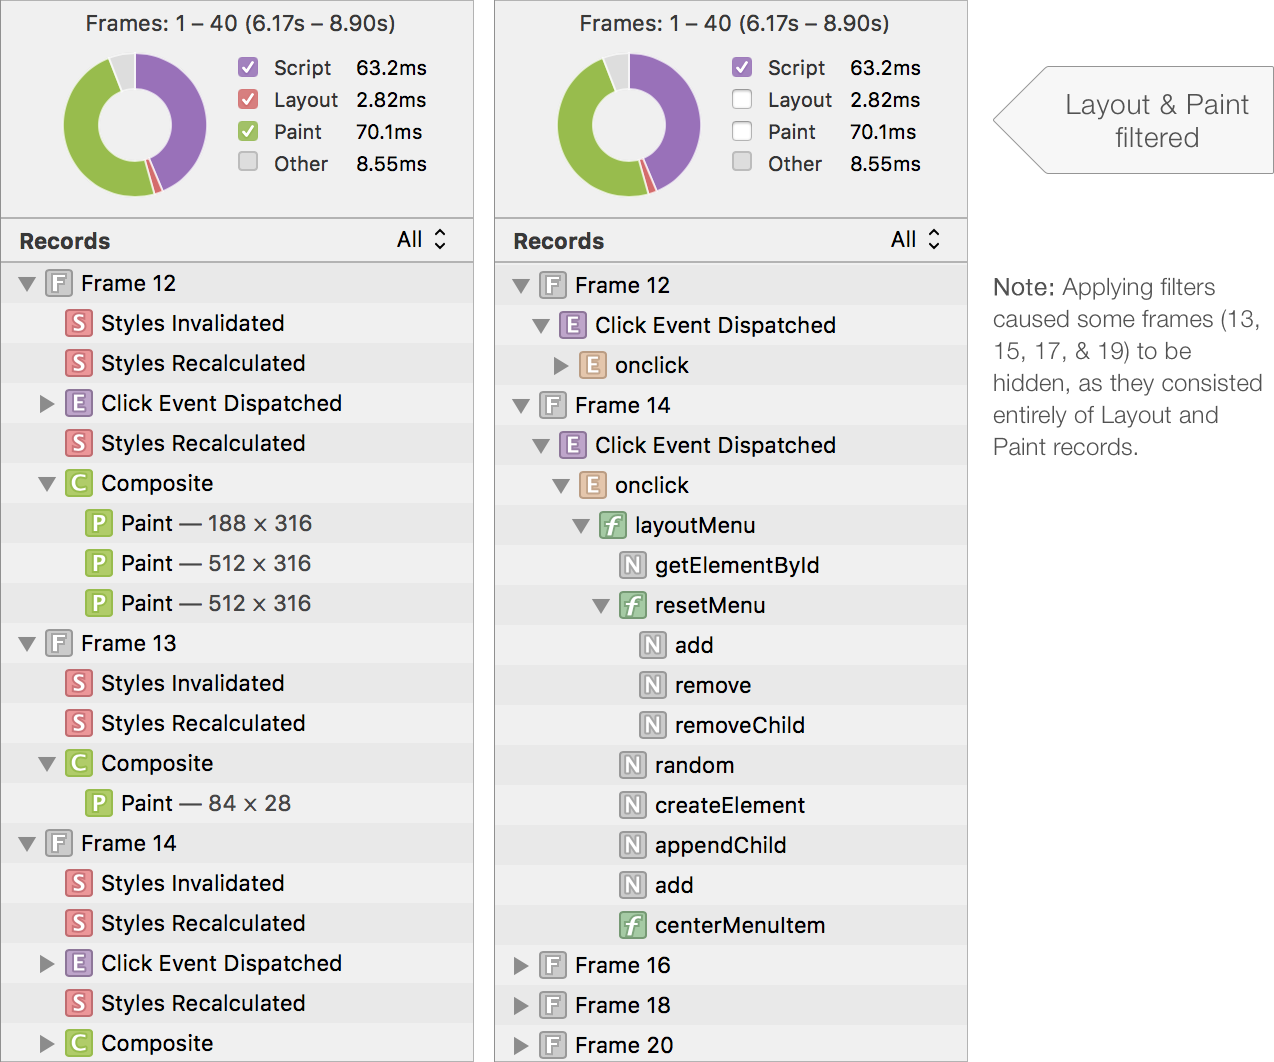 Frames: 1 – 40 (6.17s – 8.90s)
Script 63.2ms
Layout 2.82ms
Paint 70.1ms
Other 8.55ms
Records All
F Frame 12
S Styles Invalidated
S Styles Recalculated
E Click Event Dispatched
S Styles Recalculated
C Composite
P Paint — 188 × 316
P Paint — 512 × 316
P Paint — 512 × 316
F Frame 13
S Styles Invalidated
S Styles Recalculated
C Composite
P Paint — 84 × 28
F Frame 14
S Styles Invalidated
S Styles Recalculated
E Click Event Dispatched
S Styles Recalculated
C Composite
Frames: 1 – 40 (6.17s – 8.90s)
Script 63.2ms
Layout 2.82ms
Paint 70.1ms
Other 8.55ms
Records All
F Frame 12
E Click Event Dispatched
E onclick
F Frame 14
E Click Event Dispatched
E onclick
f layoutMenu
N getElementById
f resetMenu
N add
N remove
N removeChild
N random
N createElement
N appendChild
N add
f centerMenuItem
F Frame 16
F Frame 18
F Frame 20
Layout & Paint
filtered
Note: Applying filters
caused some frames (13,
15, 17, & 19) to be
hidden, as they consisted
entirely of Layout and
Paint records.